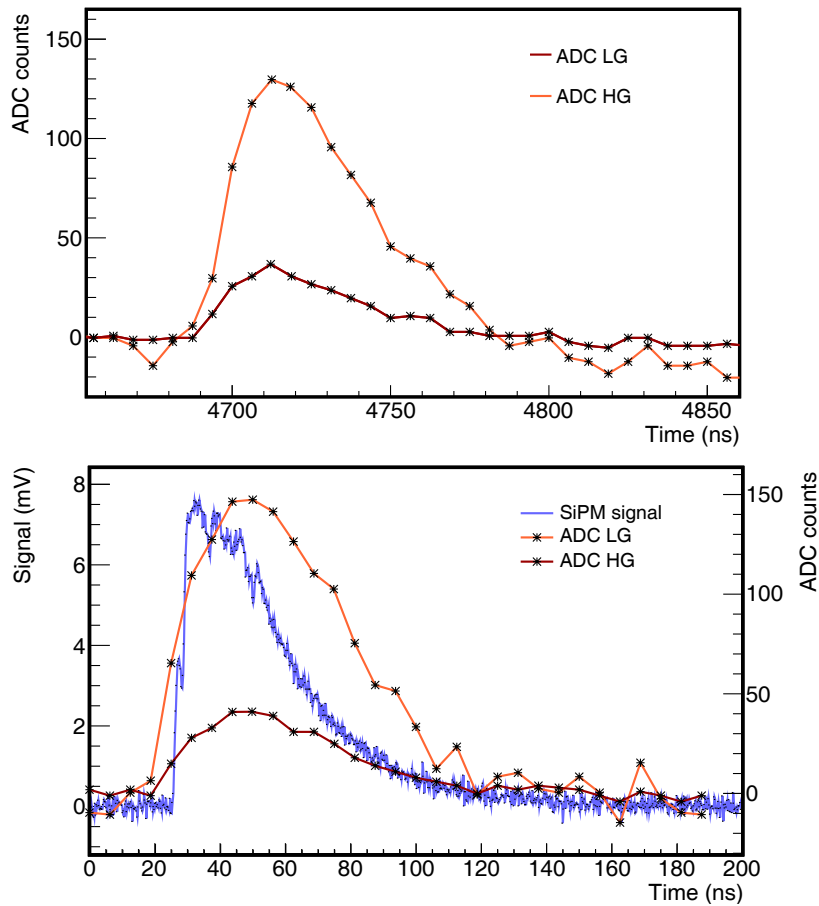 ADC counts
150
100
50
0
ADC LG
ADC HG
4700
4750
4800
4850
Time (ns)
Signal (mV)
8
6
4
2
0
SiPM signal
ADC LG
ADC HG
150
100
50
0
ADC counts
0
20
40
60
80
100
120
140
160
180
200
Time (ns)